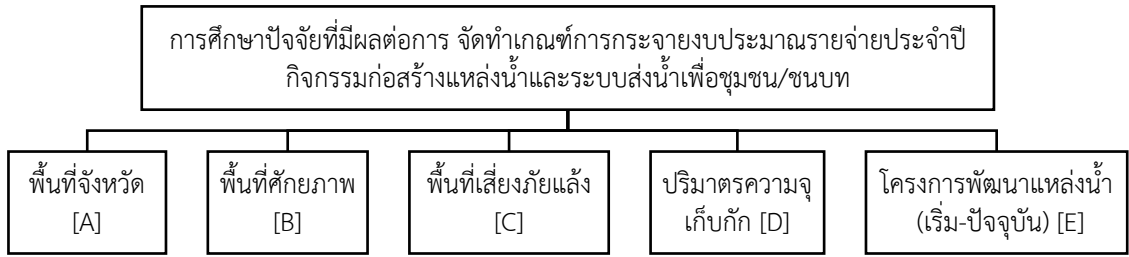 การศึกษาปัจจัยที่มีผลต่อการ จัดทำเกณฑ์การกระจายงบประมาณรายจ่ายประจำปี
กิจกรรมก่อสร้างแหล่งน้ำและระบบส่งน้ำเพื่อชุมชน/ชนบท
พื้นที่จังหวัด
[A]
พื้นที่ศักยภาพ
[B]
พื้นที่เสี่ยงภัยแล้ง
[C]
ปริมาตรความจุ
เก็บกัก [D]
โครงการพัฒนาแหล่งน้ำ
(เริ่ม-ปัจจุบัน) [E]